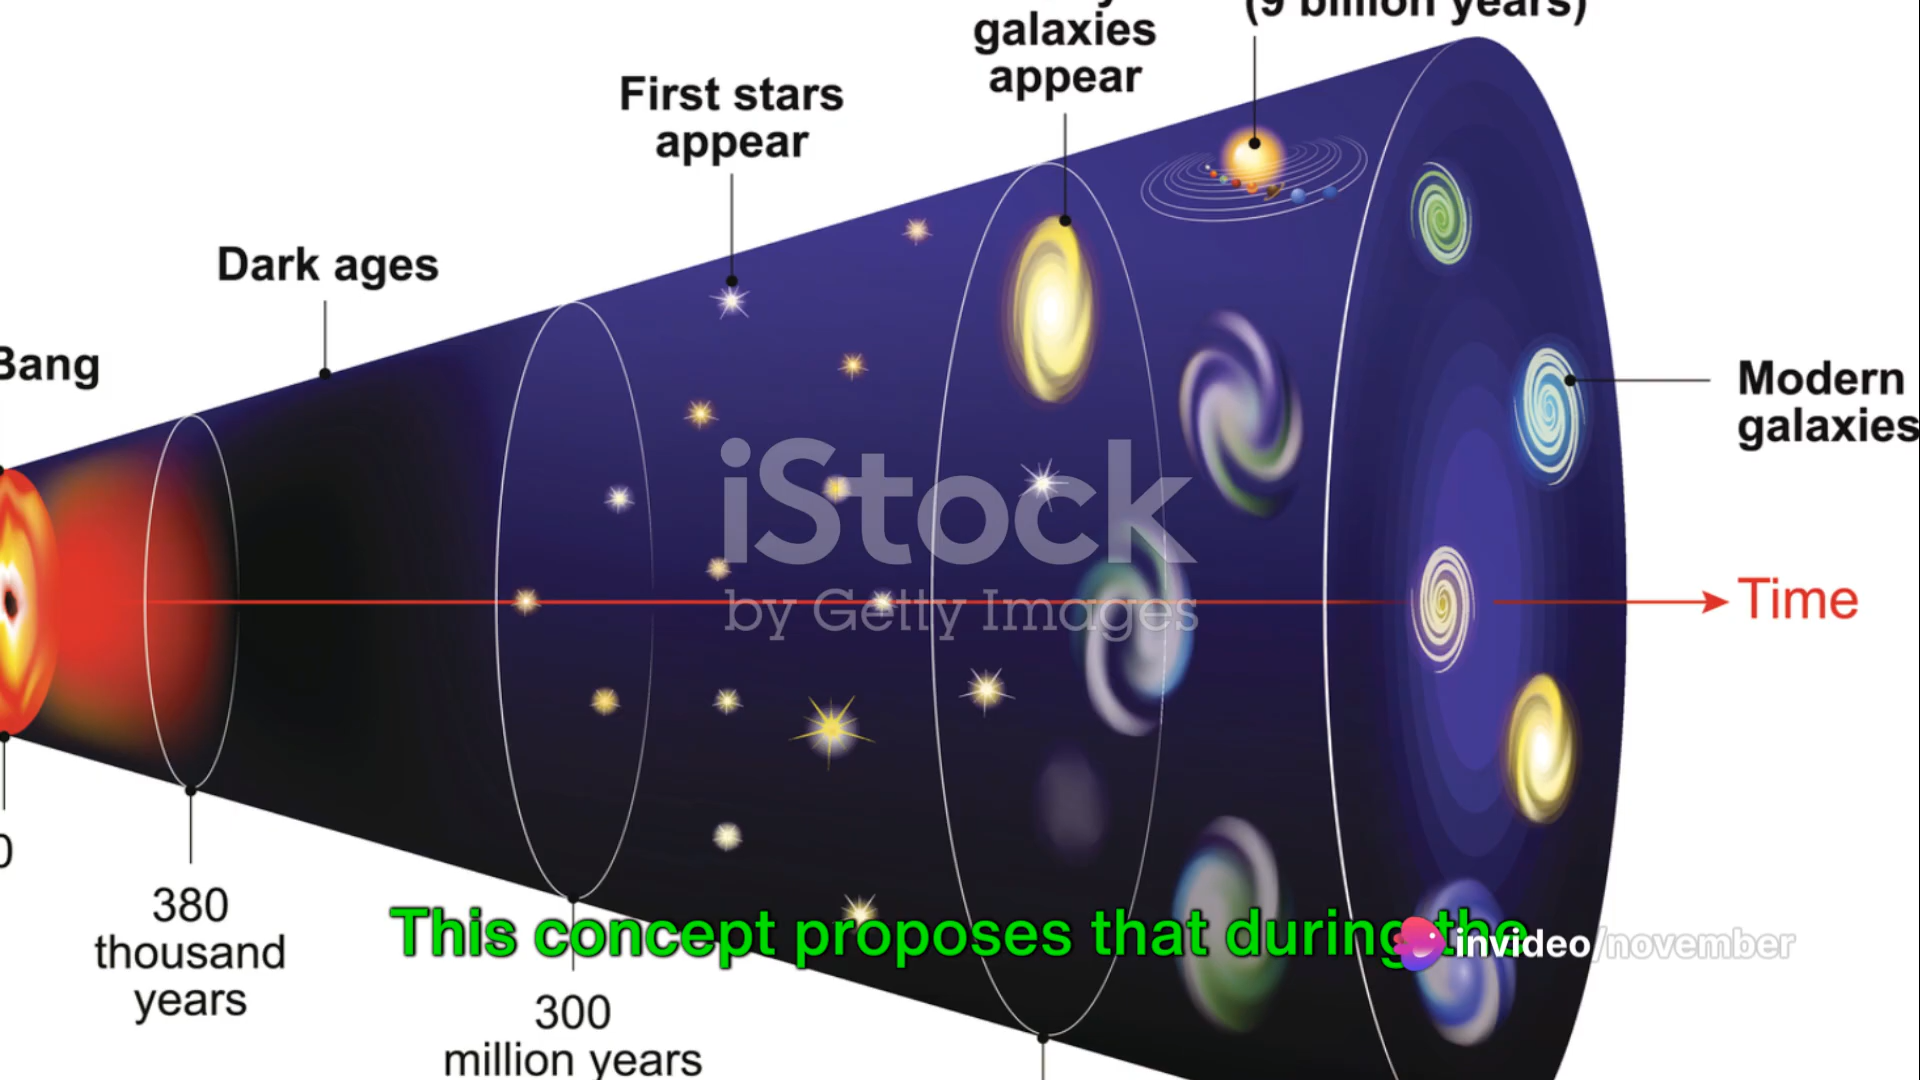 (9 billion years)
galaxies
appear
First stars
appear
Dark ages
Bang
Modern
galaxies
iStock
by Getty Images
Time
0
380
thousand
years
This concept proposes that during the
invideo/november
300
million years